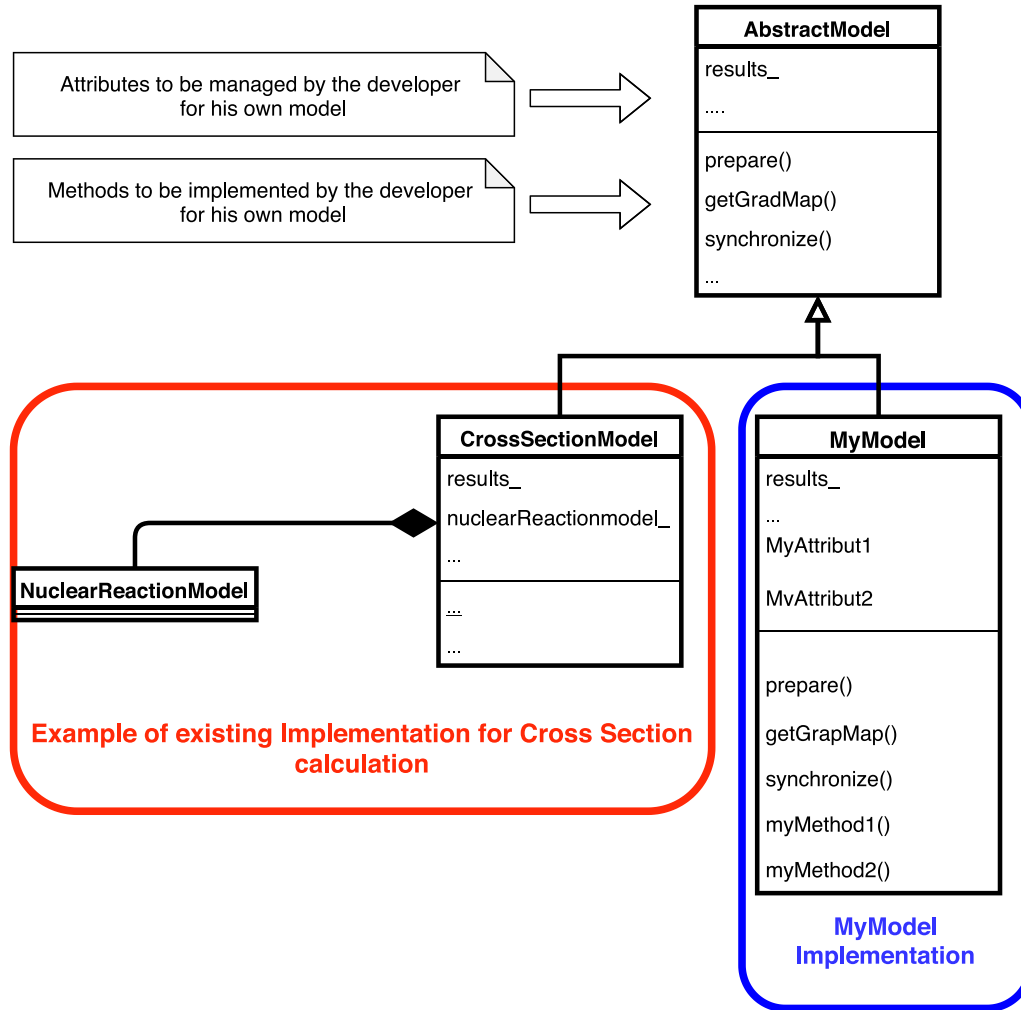 AbstractModel
results_
....
prepare()
getGradMap()
synchronize()
...
Attributes to be managed by the developer
for his own model
Methods to be implemented by the developer
for his own model
CrossSectionModel
results_
nuclearReactionmodel_
...
...
...
NuclearReactionModel
Example of existing Implementation for Cross Section
calculation
MyModel
results_
...
MyAttribut1
MvAttribut2
prepare()
getGrapMap()
synchronize()
myMethod1()
myMethod2()
MyModel
Implementation